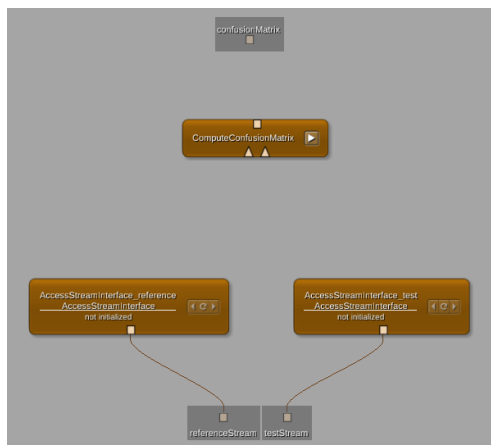 confusionMatrix
ComputeConfusionMatrix
AccessStreamInterface_reference
AccessStreamInterface
not initialized
AccessStreamInterface_test
AccessStreamInterface
not initialized
referenceStream
testStream